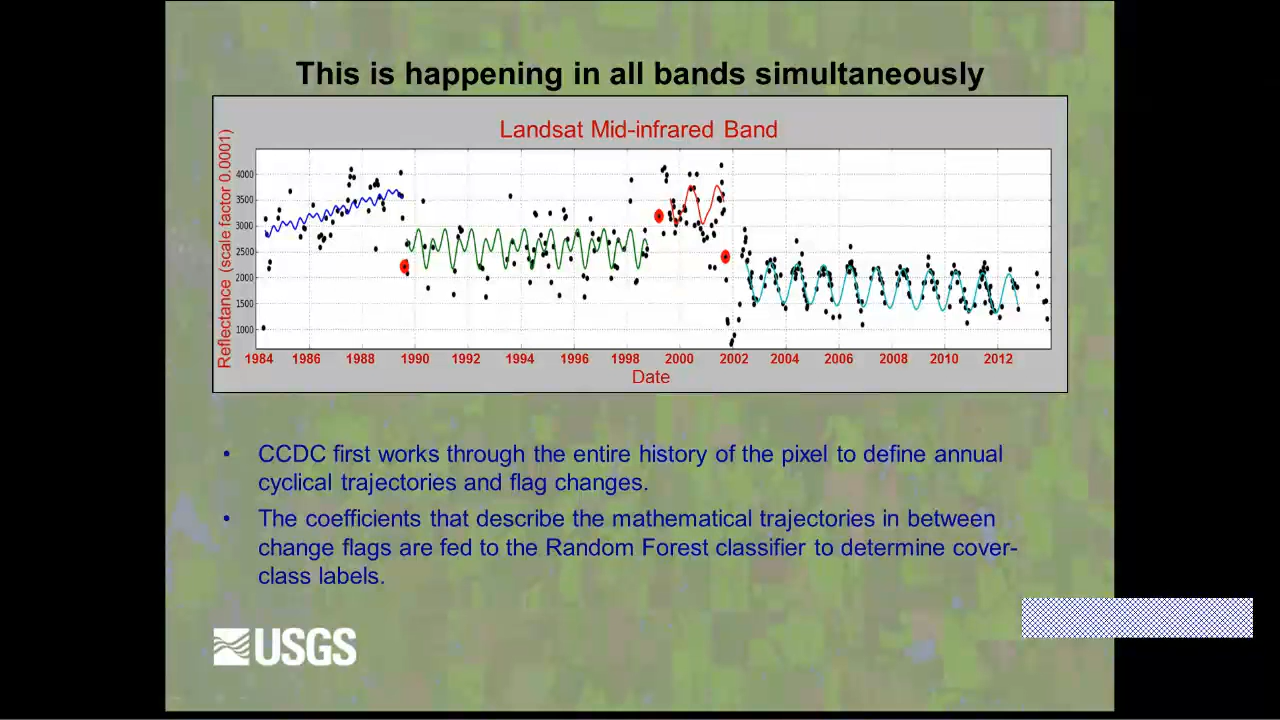 This is happening in all bands simultaneously
Landsat Mid-infrared Band
Reflectance (scale factor 0.0001)
4000
3500
3000
2500
2000
1500
1000
1984 1986 1988 1990 1992 1994 1996 1998 2000 2002 2004 2006 2008 2010 2012
Date
• CCDC first works through the entire history of the pixel to define annual
cyclical trajectories and flag changes.
• The coefficients that describe the mathematical trajectories in between
change flags are fed to the Random Forest classifier to determine cover-
class labels.
USGS